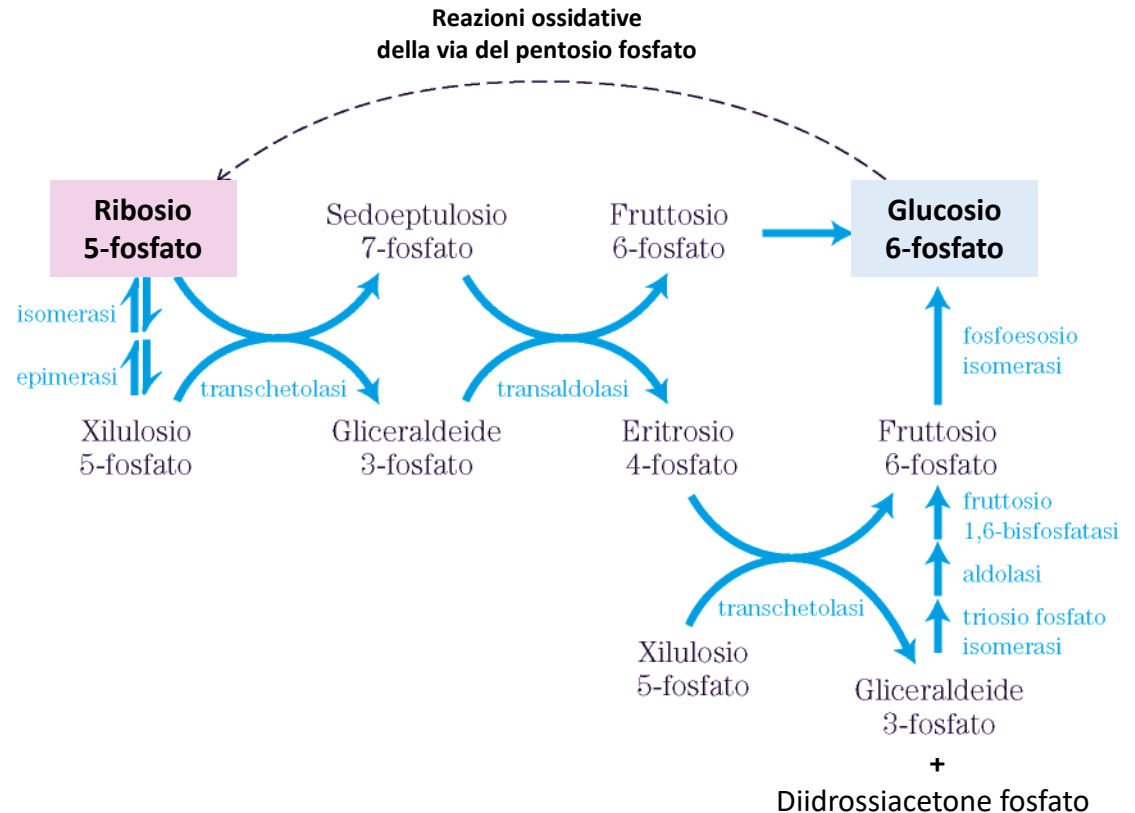 Reazioni ossidative
della via del pentosio fosfato
Ribosio
5-fosfato
Sedoeptulosio
7-fosfato
Fruttosio
6-fosfato
Glucosio
6-fosfato
isomerasi
epimerasi
transchetolasi
transaldolasi
fosfoesosio
isomerasi
Xilulosio
5-fosfato
Gliceraldeide
3-fosfato
Eritrosio
4-fosfato
Fruttosio
6-fosfato
fruttosio
1,6-bisfosfatasi
aldolasi
transchetolasi
triosio fosfato
isomerasi
Xilulosio
5-fosfato
Gliceraldeide
3-fosfato
+
Diidrossiacetone fosfato